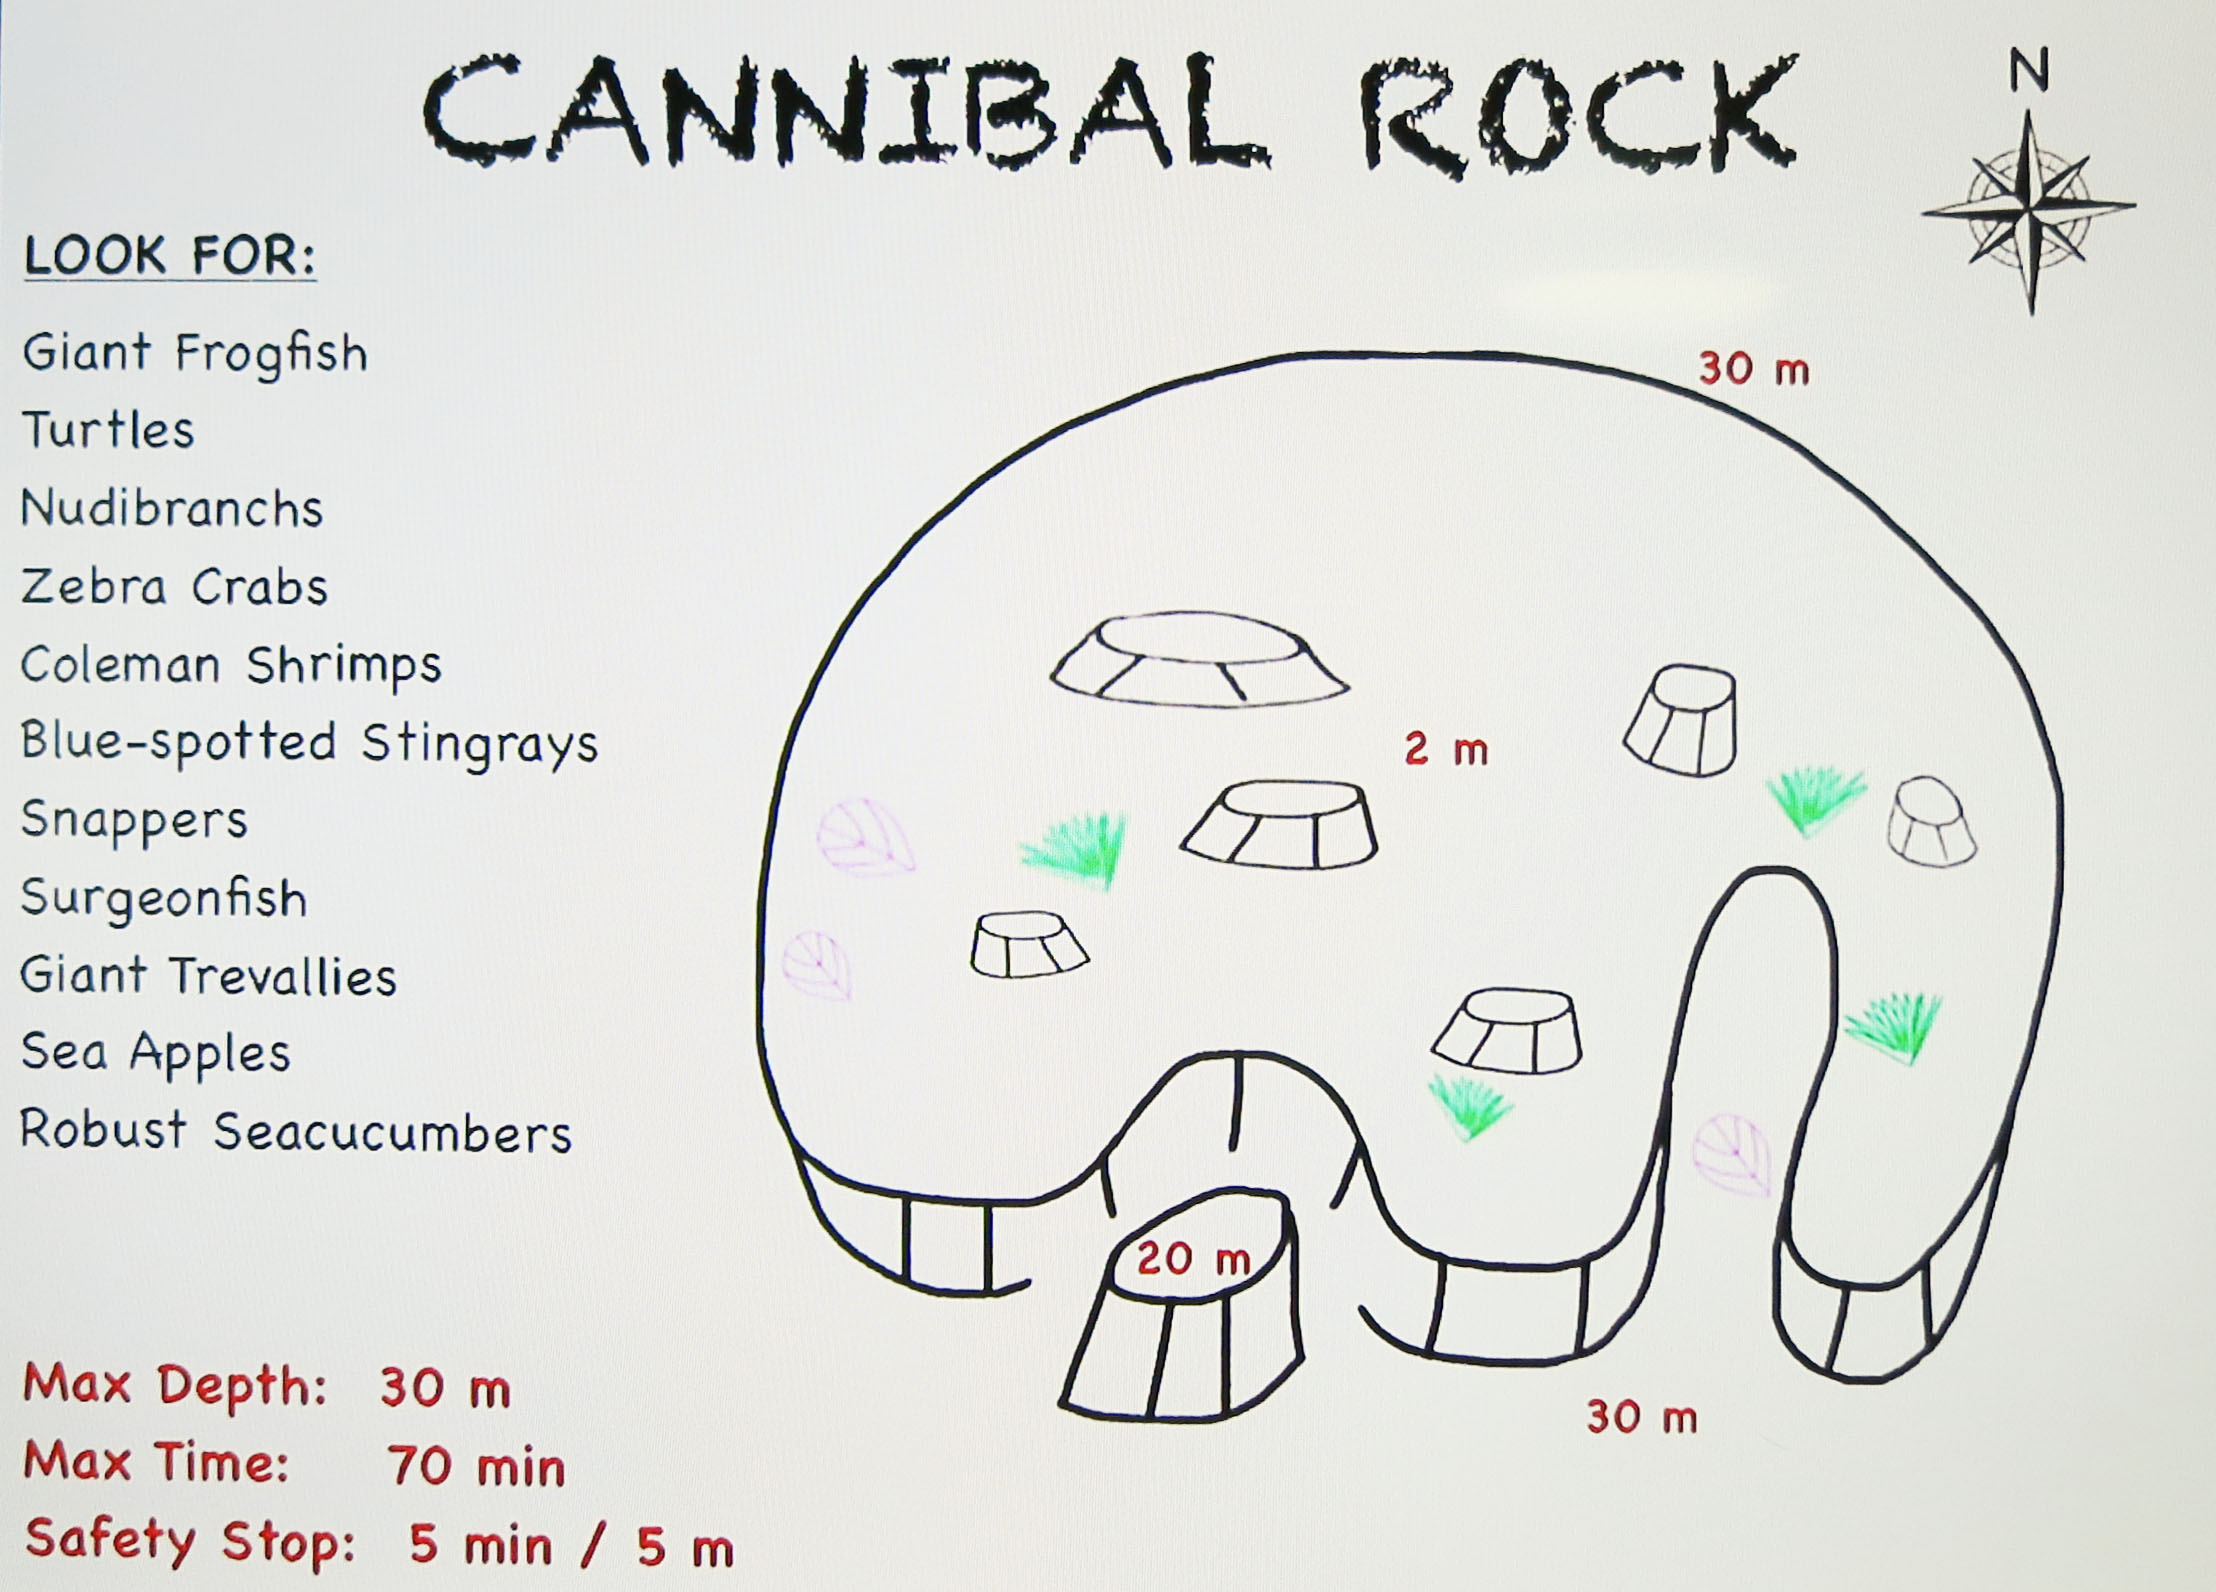 CANNIBAL ROCK
N
LOOK FOR:
Giant Frogfish
Turtles
Nudibranchs
Zebra Crabs
Coleman Shrimps
Blue-spotted Stingrays
Snappers
Surgeonfish
Giant Trevallies
Sea Apples
Robust Seacucumbers
30 m
2 m
20 m
30 m
Max Depth: 30 m
Max Time: 70 min
Safety Stop: 5 min / 5 m